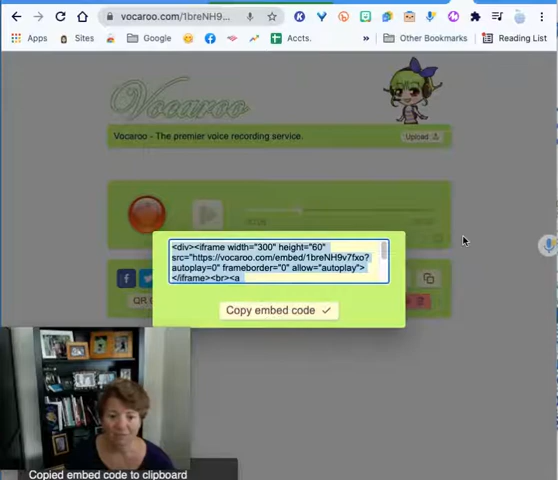 vocaroo.com/1breNH9...
Apps
Sites
Google
Accts.
»
Other Bookmarks
Reading List
Vocaroo
Vocaroo - The premier voice recording service.
Upload
<div><iframe width="300" height="60"
src="https://vocaroo.com/embed/1breNH9v7fxo?
autoplay=0" frameborder="0" allow="autoplay">
</iframe><br><a
QR
Copy embed code
Copied embed code to clipboard